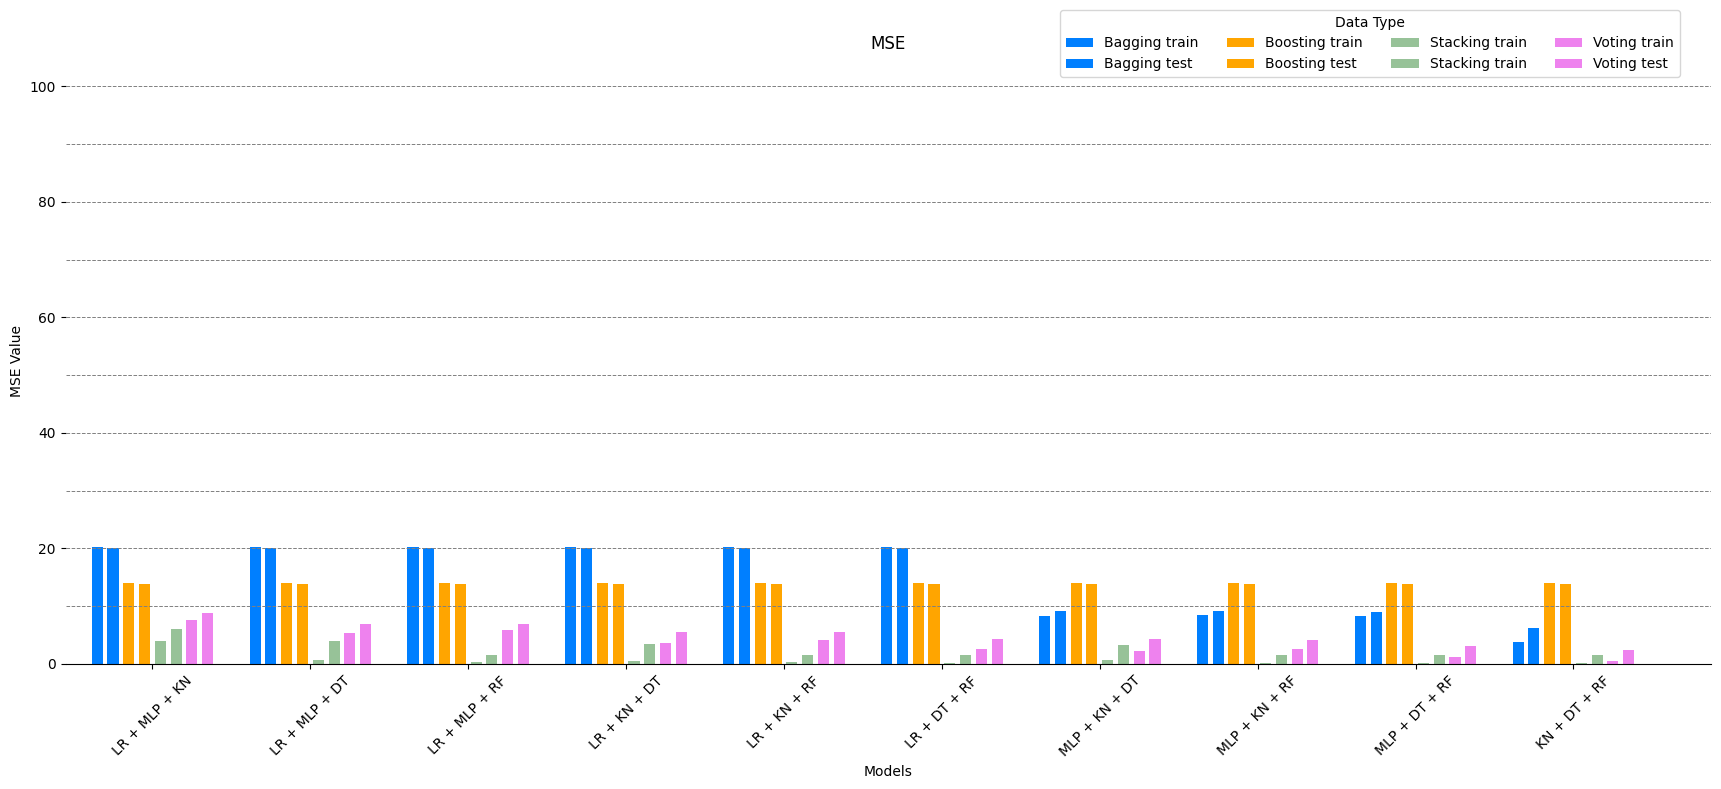 Data Type
MSE
Bagging train Boosting train Stacking train Voting train
Bagging test Boosting test Stacking train Voting test
100
80
60
40
20
0
MSE Value
LR + MLP + KN
LR + MLP + DT
LR + MLP + RF
LR + KN + DT
LR + KN + RF
LR + DT + RF
MLP + KN + DT
MLP + KN + RF
MLP + DT + RF
KN + DT + RF
Models